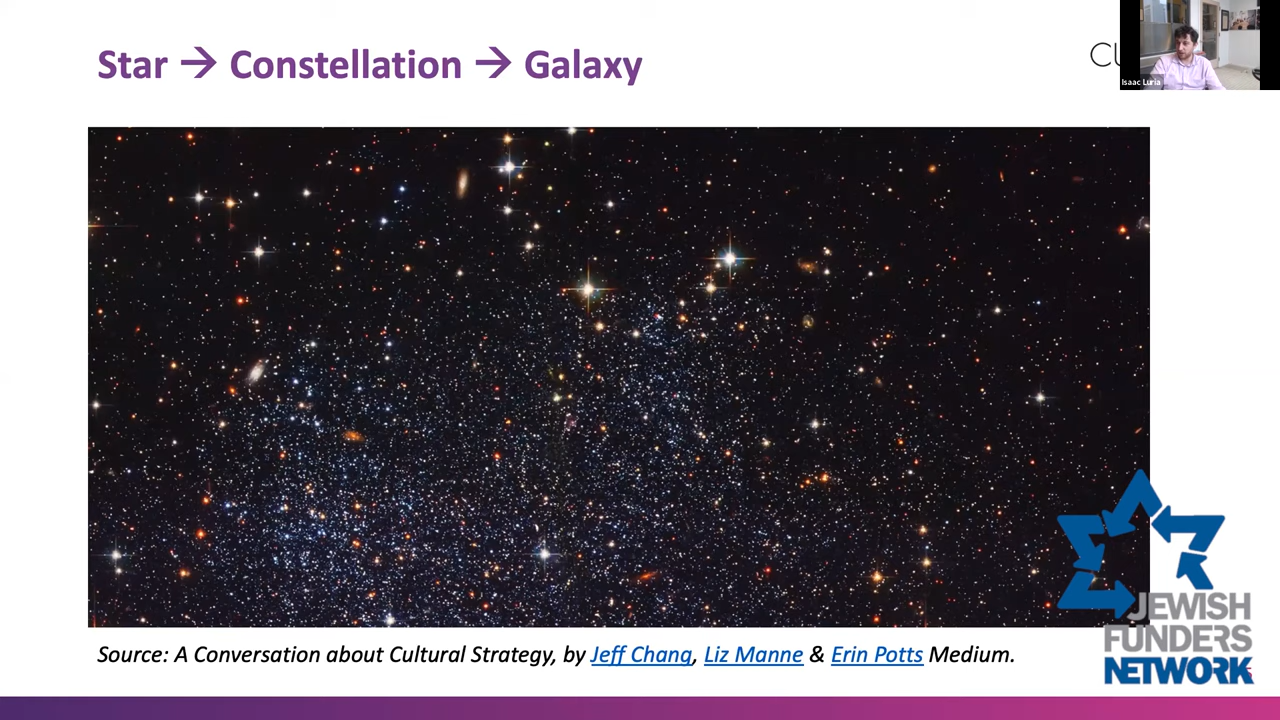 Star → Constellation → Galaxy
CU
Isaac Luria
Source: A Conversation about Cultural Strategy, by Jeff Chang, Liz Manne & Erin Potts Medium.
JEWISH
FUNDERS
NETWORK